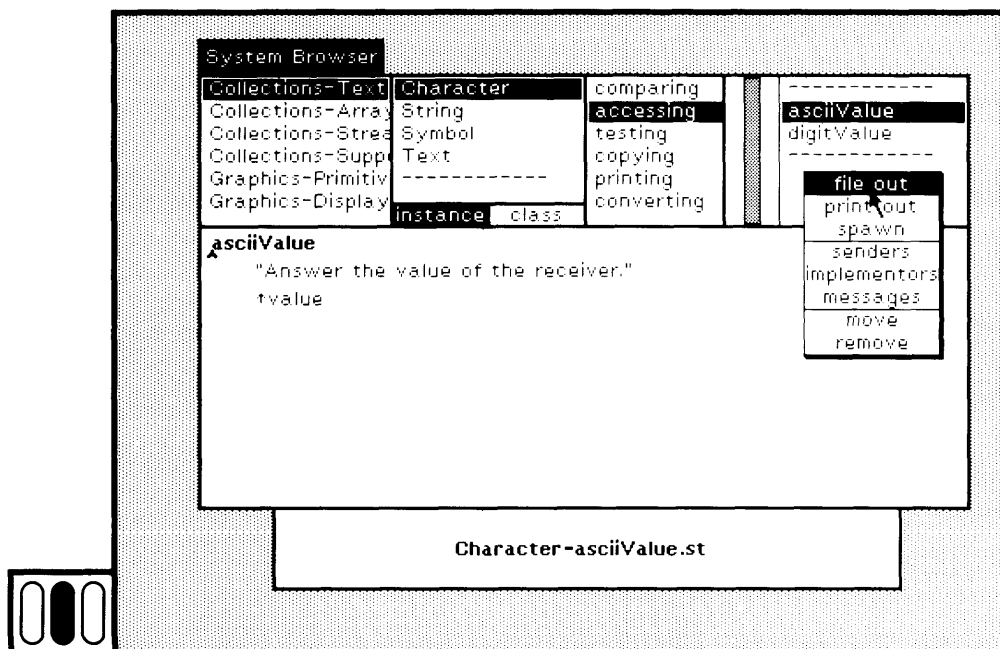 System Browser
Collections-Text
Collections-Array
Collections-Strea
Collections-Suppo
Graphics-Primitiv
Graphics-Display
Character
String
Symbol
Text
------------
instance class
comparing
accessing
testing
copying
printing
converting
------------
asciiValue
digitValue
------------
file out
print out
spawn
senders
implementors
messages
move
remove
asciiValue
"Answer the value of the receiver."
↑value
Character-asciiValue.st